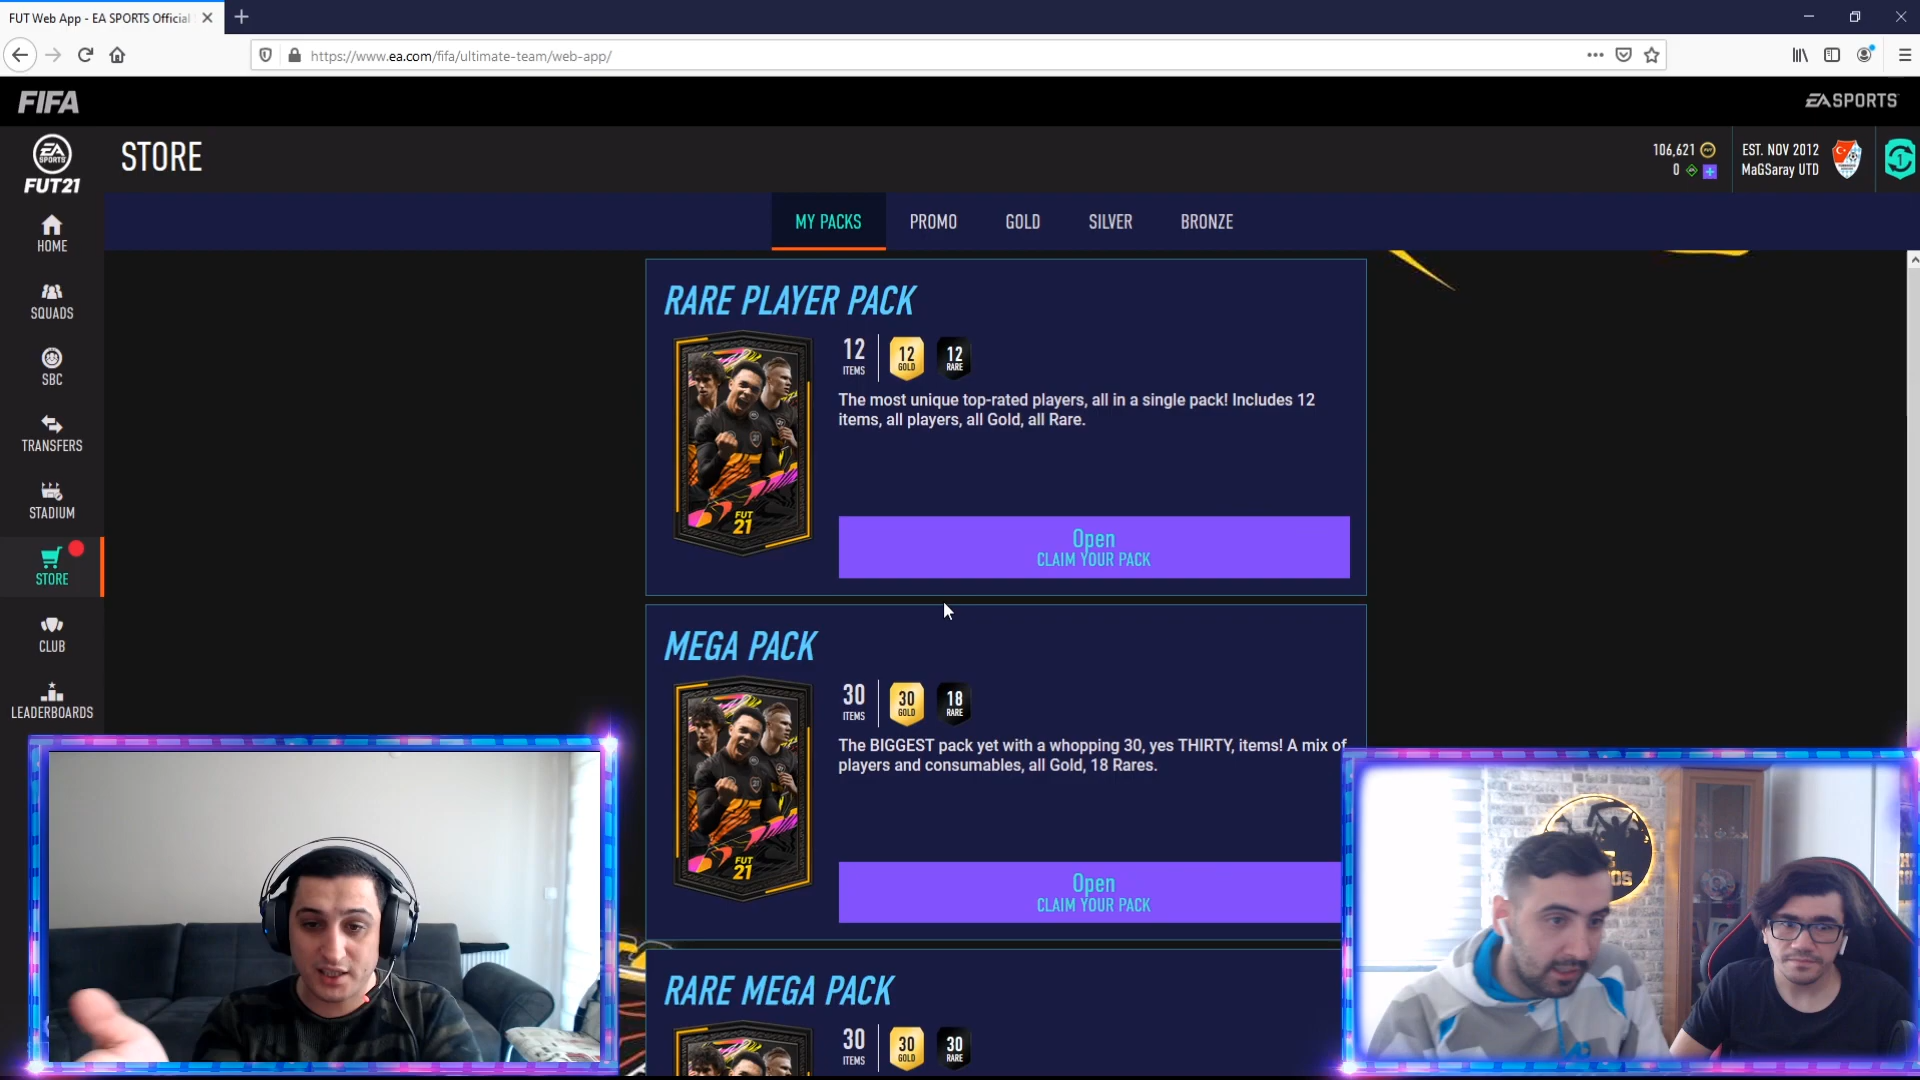 FUT Web App - EA SPORTS Official
https://www.ea.com/fifa/ultimate-team/web-app/
FIFA
EA SPORTS
EA SPORTS
FUT21
STORE
106,621
0
EST. NOV 2012
MaGSaray UTD
1
MY PACKS
PROMO
GOLD
SILVER
BRONZE
HOME
SQUADS
SBC
TRANSFERS
STADIUM
STORE
CLUB
LEADERBOARDS
RARE PLAYER PACK
12
ITEMS
12
GOLD
12
RARE
The most unique top-rated players, all in a single pack! Includes 12
items, all players, all Gold, all Rare.
FUT
21
Open
CLAIM YOUR PACK
MEGA PACK
30
ITEMS
30
GOLD
18
RARE
The BIGGEST pack yet with a whopping 30, yes THIRTY, items! A mix of
players and consumables, all Gold, 18 Rares.
FUT
21
Open
CLAIM YOUR PACK
RARE MEGA PACK
30
ITEMS
30
GOLD
30
RARE